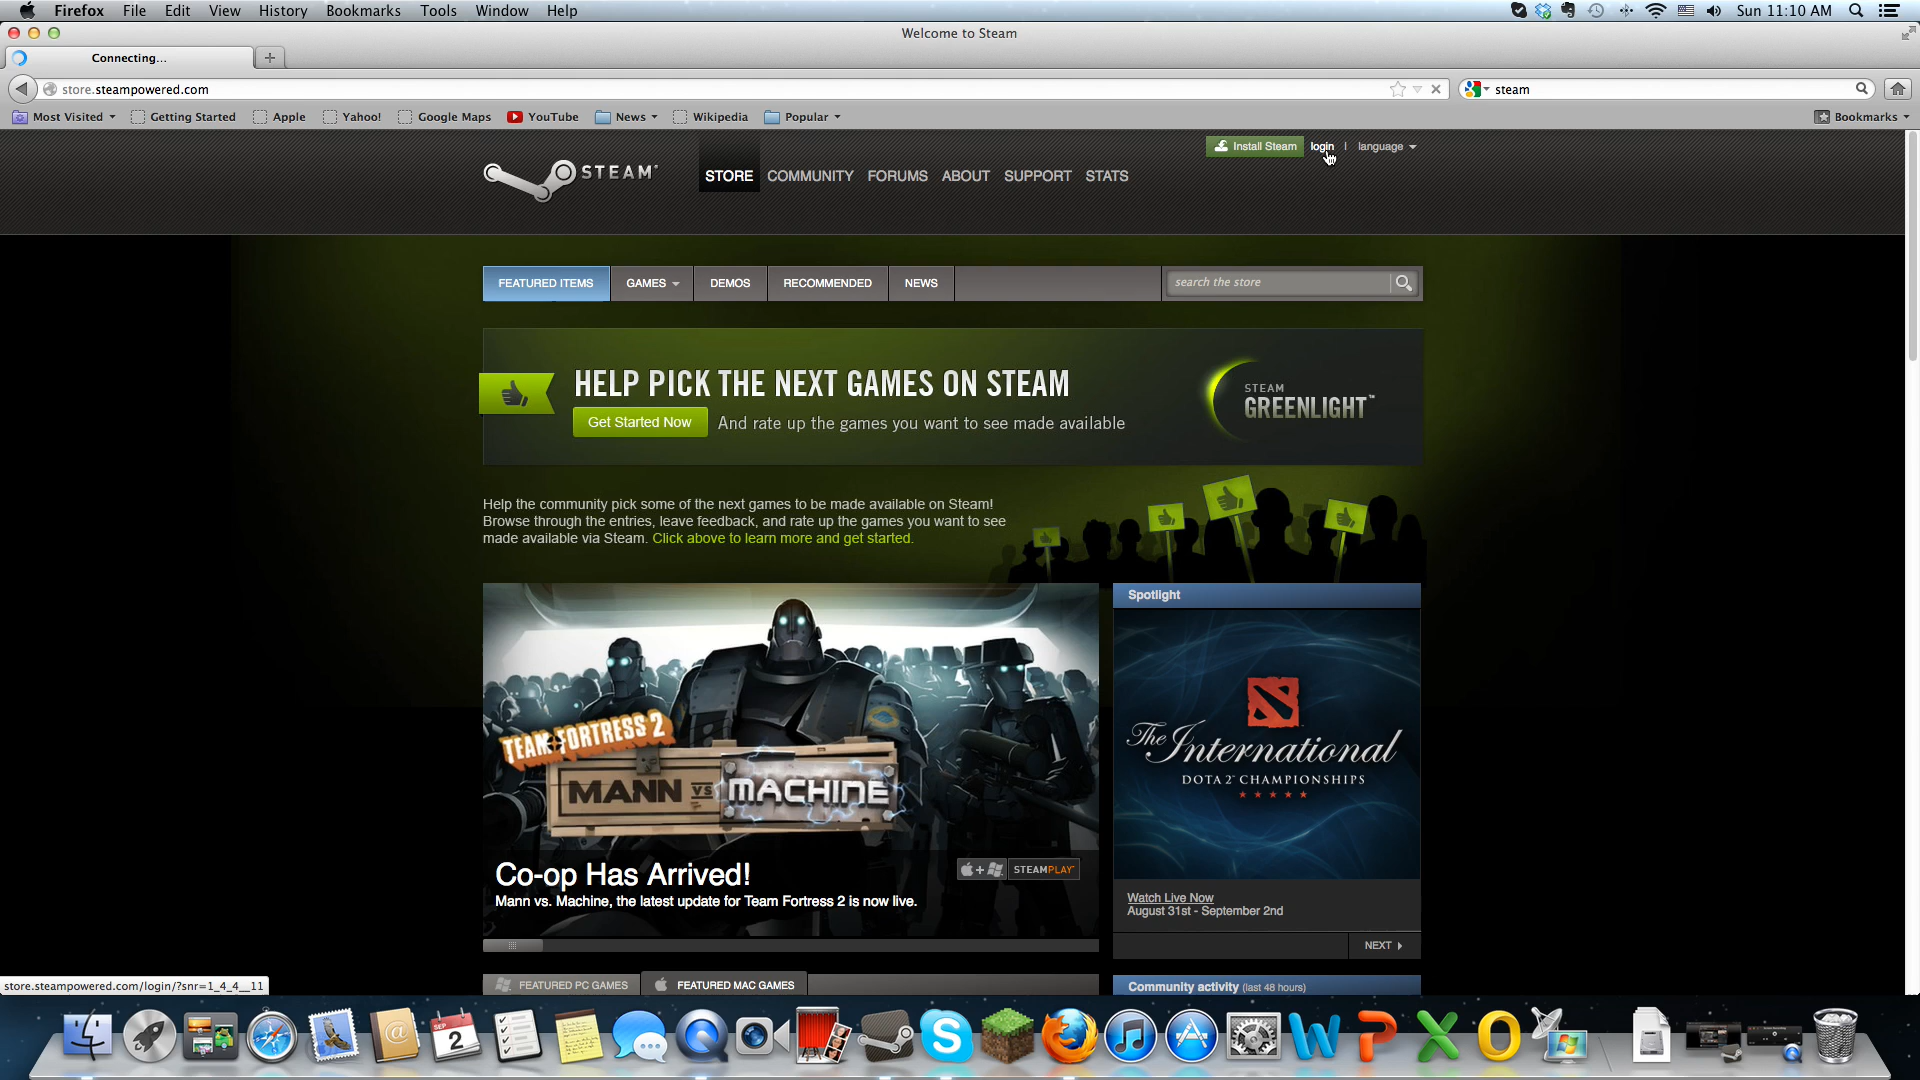 Firefox File Edit View History Bookmarks Tools Window Help
Sun 11:10 AM
Welcome to Steam
Connecting...
store.steampowered.com
steam
Most Visited Getting Started Apple Yahoo! Google Maps YouTube News Wikipedia Popular Bookmarks
Install Steam login | language
STEAM
STORE COMMUNITY FORUMS ABOUT SUPPORT STATS
FEATURED ITEMS GAMES DEMOS RECOMMENDED NEWS search the store
HELP PICK THE NEXT GAMES ON STEAM
Get Started Now And rate up the games you want to see made available
STEAM
GREENLIGHT™
Help the community pick some of the next games to be made available on Steam!
Browse through the entries, leave feedback, and rate up the games you want to see
made available via Steam. Click above to learn more and get started.
TEAM FORTRESS 2
MANN VS MACHINE
Co-op Has Arrived!
Mann vs. Machine, the latest update for Team Fortress 2 is now live.
+ STEAMPLAY
Spotlight
The International
DOTA 2 CHAMPIONSHIPS
Watch Live Now
August 31st - September 2nd
NEXT
FEATURED PC GAMES FEATURED MAC GAMES
Community activity (last 48 hours)
store.steampowered.com/login/?snr=1_4_4__11
SEP
2